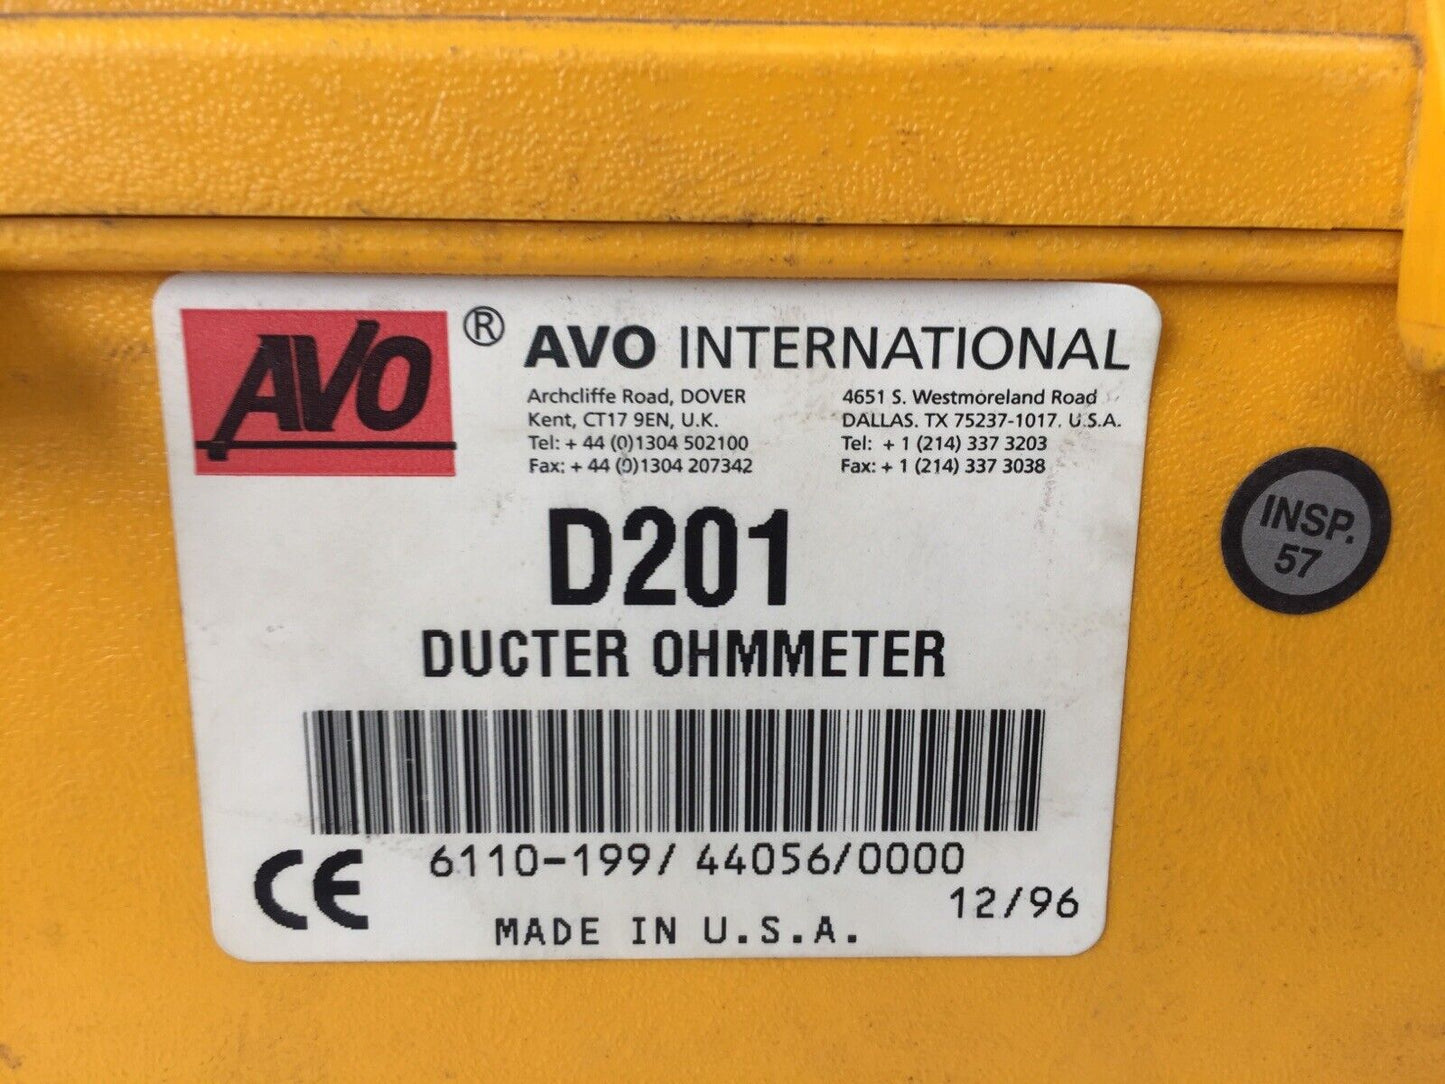 AVO
® AVO INTERNATIONAL
Archcliffe Road, DOVER
Kent, CT17 9EN, U.K.
Tel: + 44 (0)1304 502100
Fax: + 44 (0)1304 207342
4651 S. Westmoreland Road
DALLAS. TX 75237-1017. U.S.A.
Tel: + 1 (214) 337 3203
Fax: + 1 (214) 337 3038
D201
DUCTER OHMMETER
6110-199/ 44056/0000
12/96
CE
MADE IN U.S.A.
INSP.
57